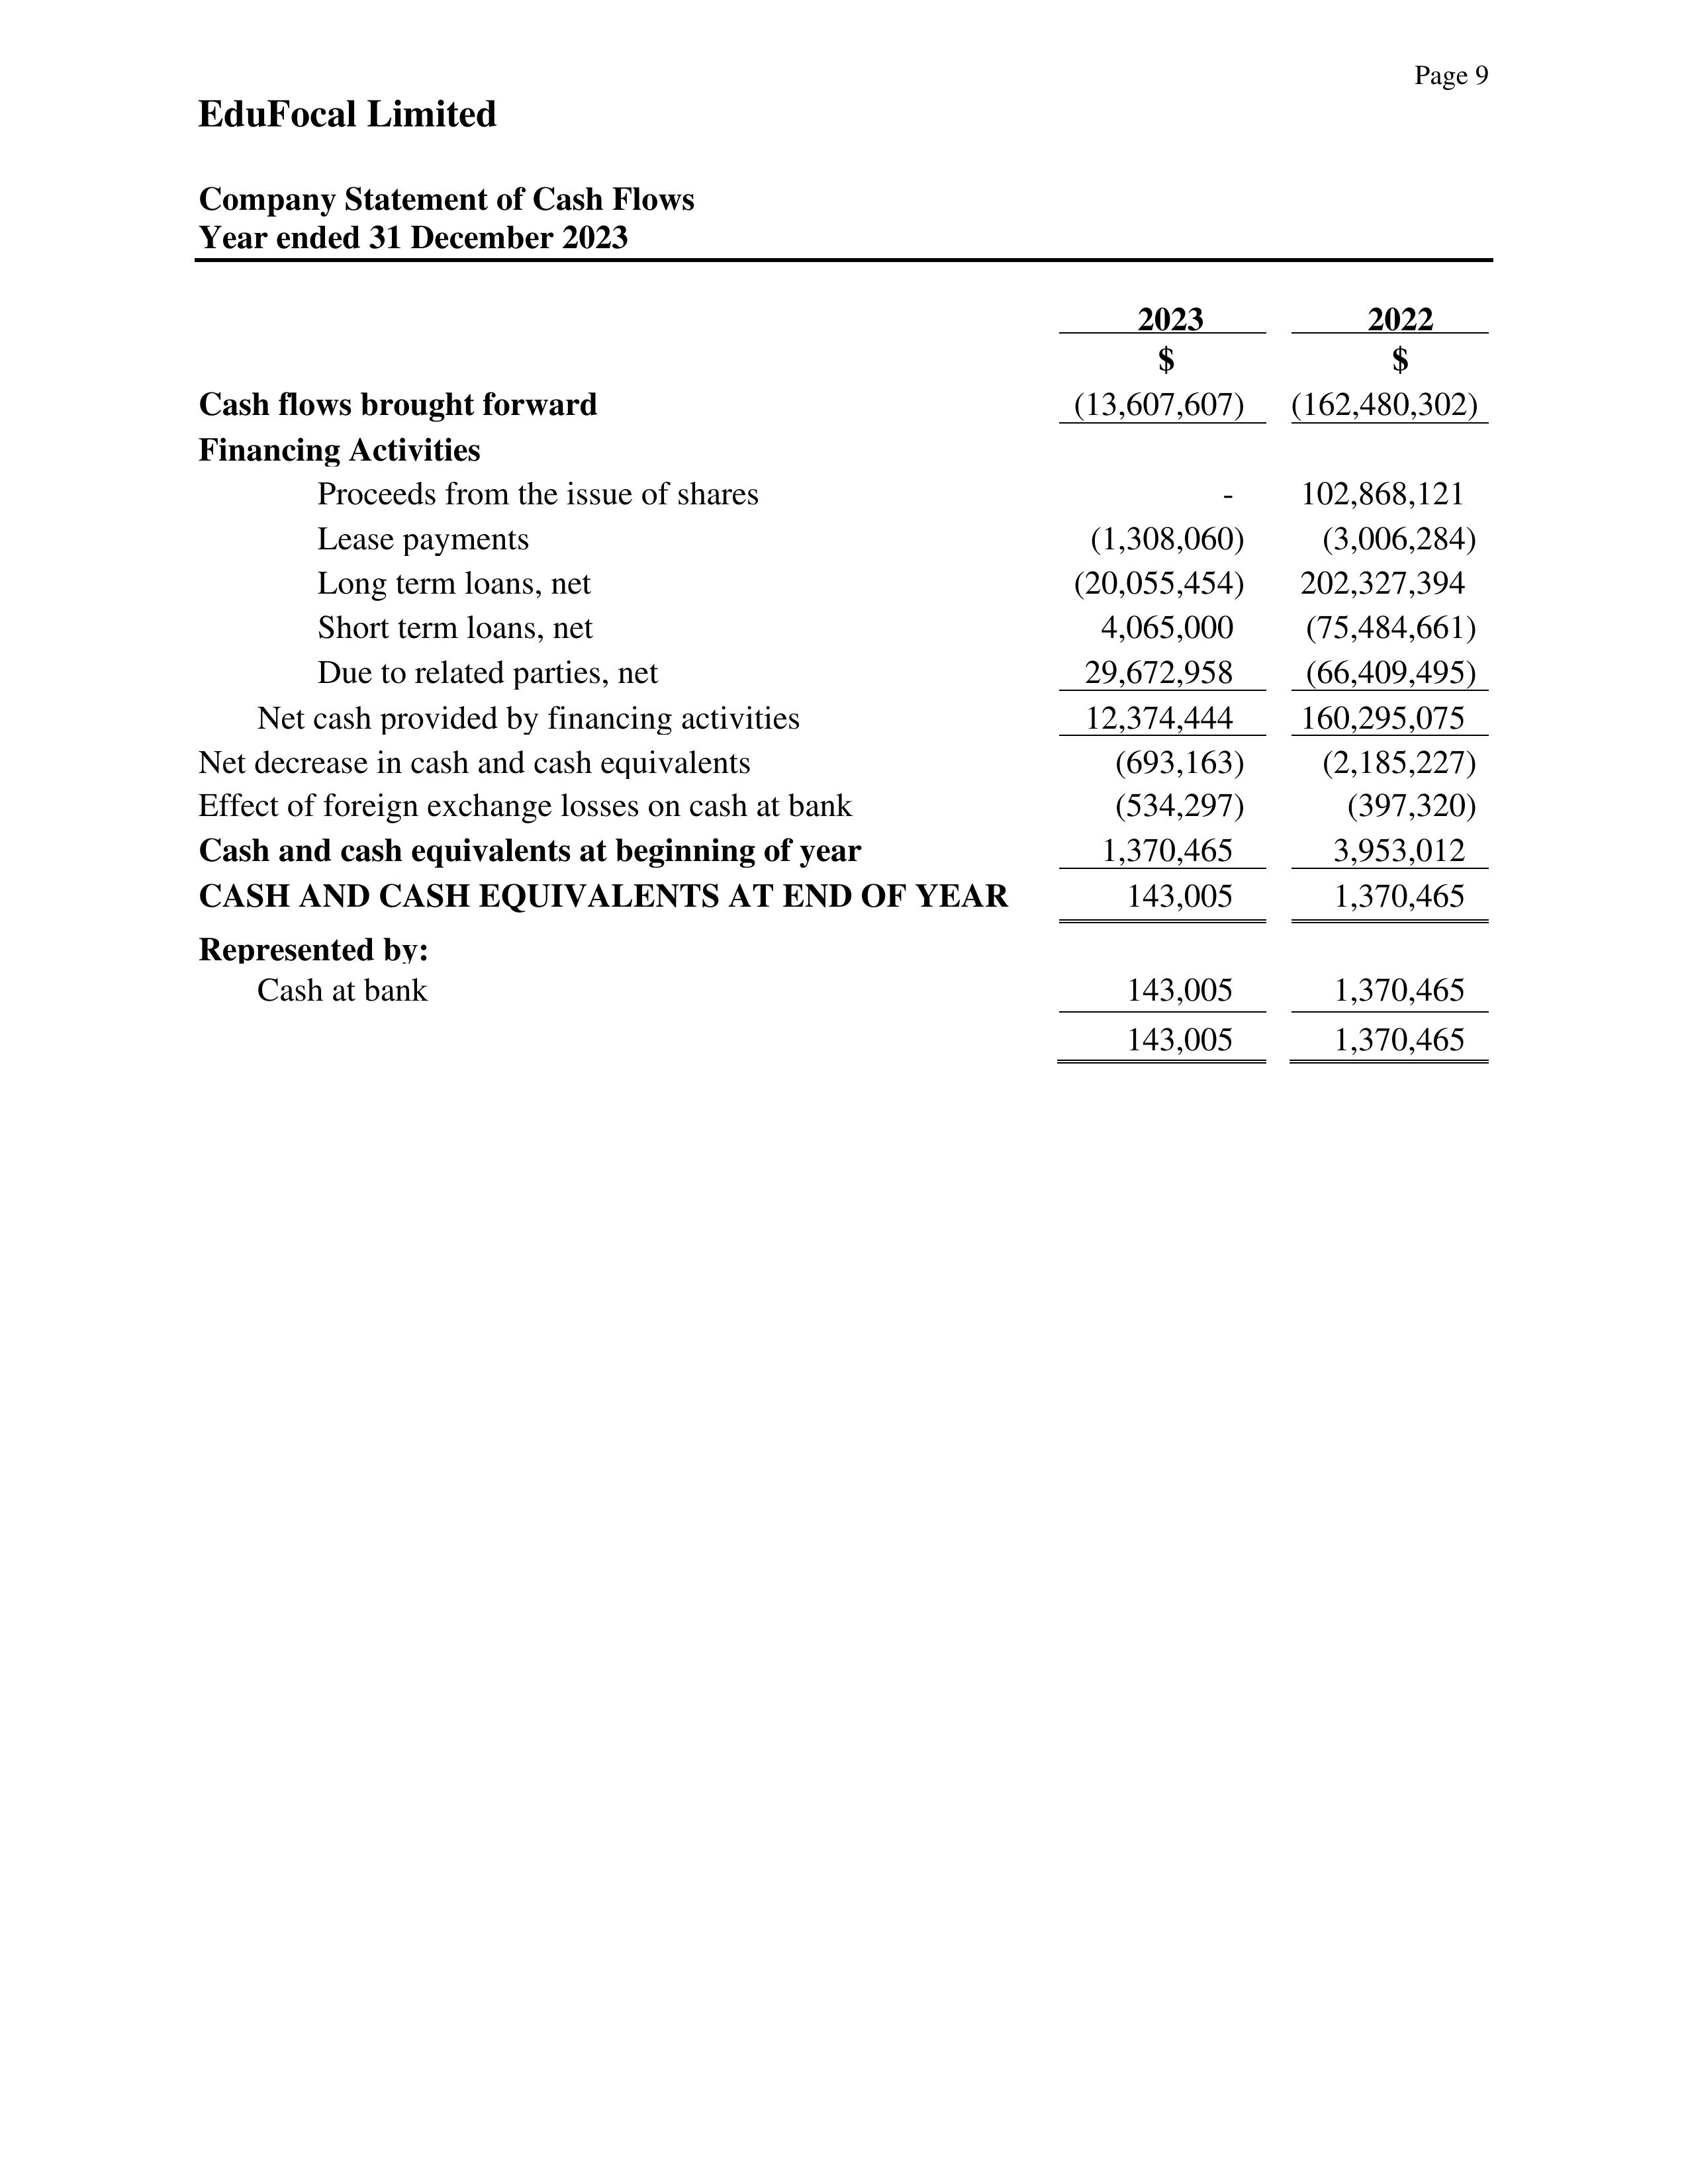 Page 9
EduFocal Limited
Company Statement of Cash Flows
Year ended 31 December 2023
2023 2022
$ $
Cash flows brought forward (13,607,607) (162,480,302)
Financing Activities
Proceeds from the issue of shares - 102,868,121
Lease payments (1,308,060) (3,006,284)
Long term loans, net (20,055,454) 202,327,394
Short term loans, net 4,065,000 (75,484,661)
Due to related parties, net 29,672,958 (66,409,495)
Net cash provided by financing activities 12,374,444 160,295,075
Net decrease in cash and cash equivalents (693,163) (2,185,227)
Effect of foreign exchange losses on cash at bank (534,297) (397,320)
Cash and cash equivalents at beginning of year 1,370,465 3,953,012
CASH AND CASH EQUIVALENTS AT END OF YEAR 143,005 1,370,465
Represented by:
Cash at bank 143,005 1,370,465
143,005 1,370,465